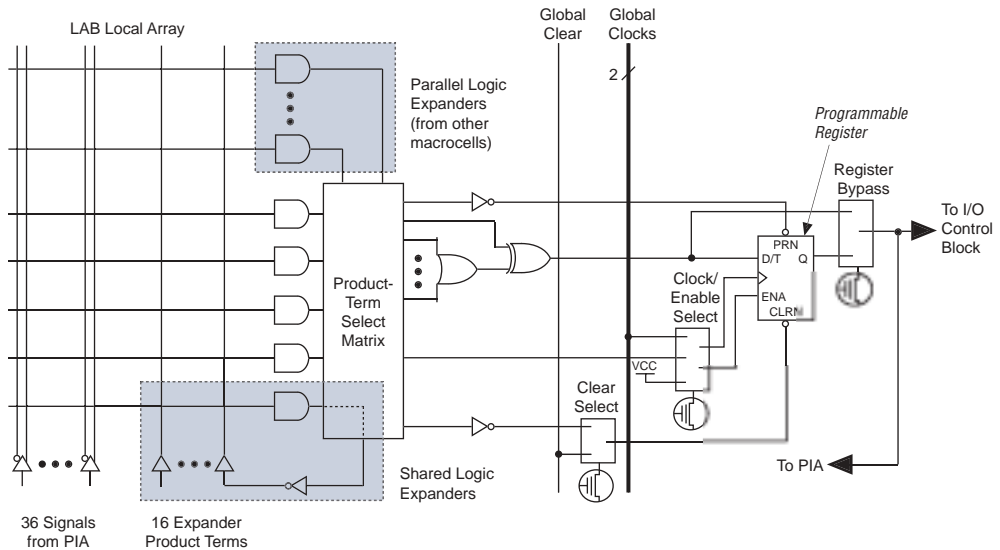 LAB Local Array
Global
Clear
Global
Clocks
2
Parallel Logic
Expanders
(from other
macrocells)
Programmable
Register
Register
Bypass
To I/O
Control
Block
PRN
D/T
Q
ENA
CLRN
Clock/
Enable
Select
Product-
Term
Select
Matrix
VCC
Clear
Select
To PIA
Shared Logic
Expanders
36 Signals
from PIA
16 Expander
Product Terms